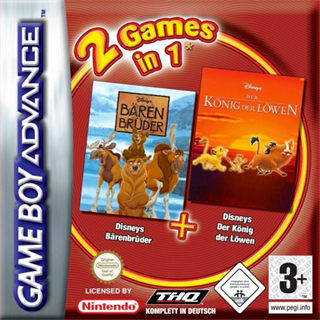 GAME BOY ADVANCE
2 Games
in 1*
Disney's
BÄREN
BRÜDER
Disney's
DER
KÖNIG DER LÖWEN
Disneys
Bärenbrüder
+
Disneys
Der König
der Löwen
LICENSED BY
Nintendo
THQ
KOMPLETT IN DEUTSCH
3+
www.pegi.info